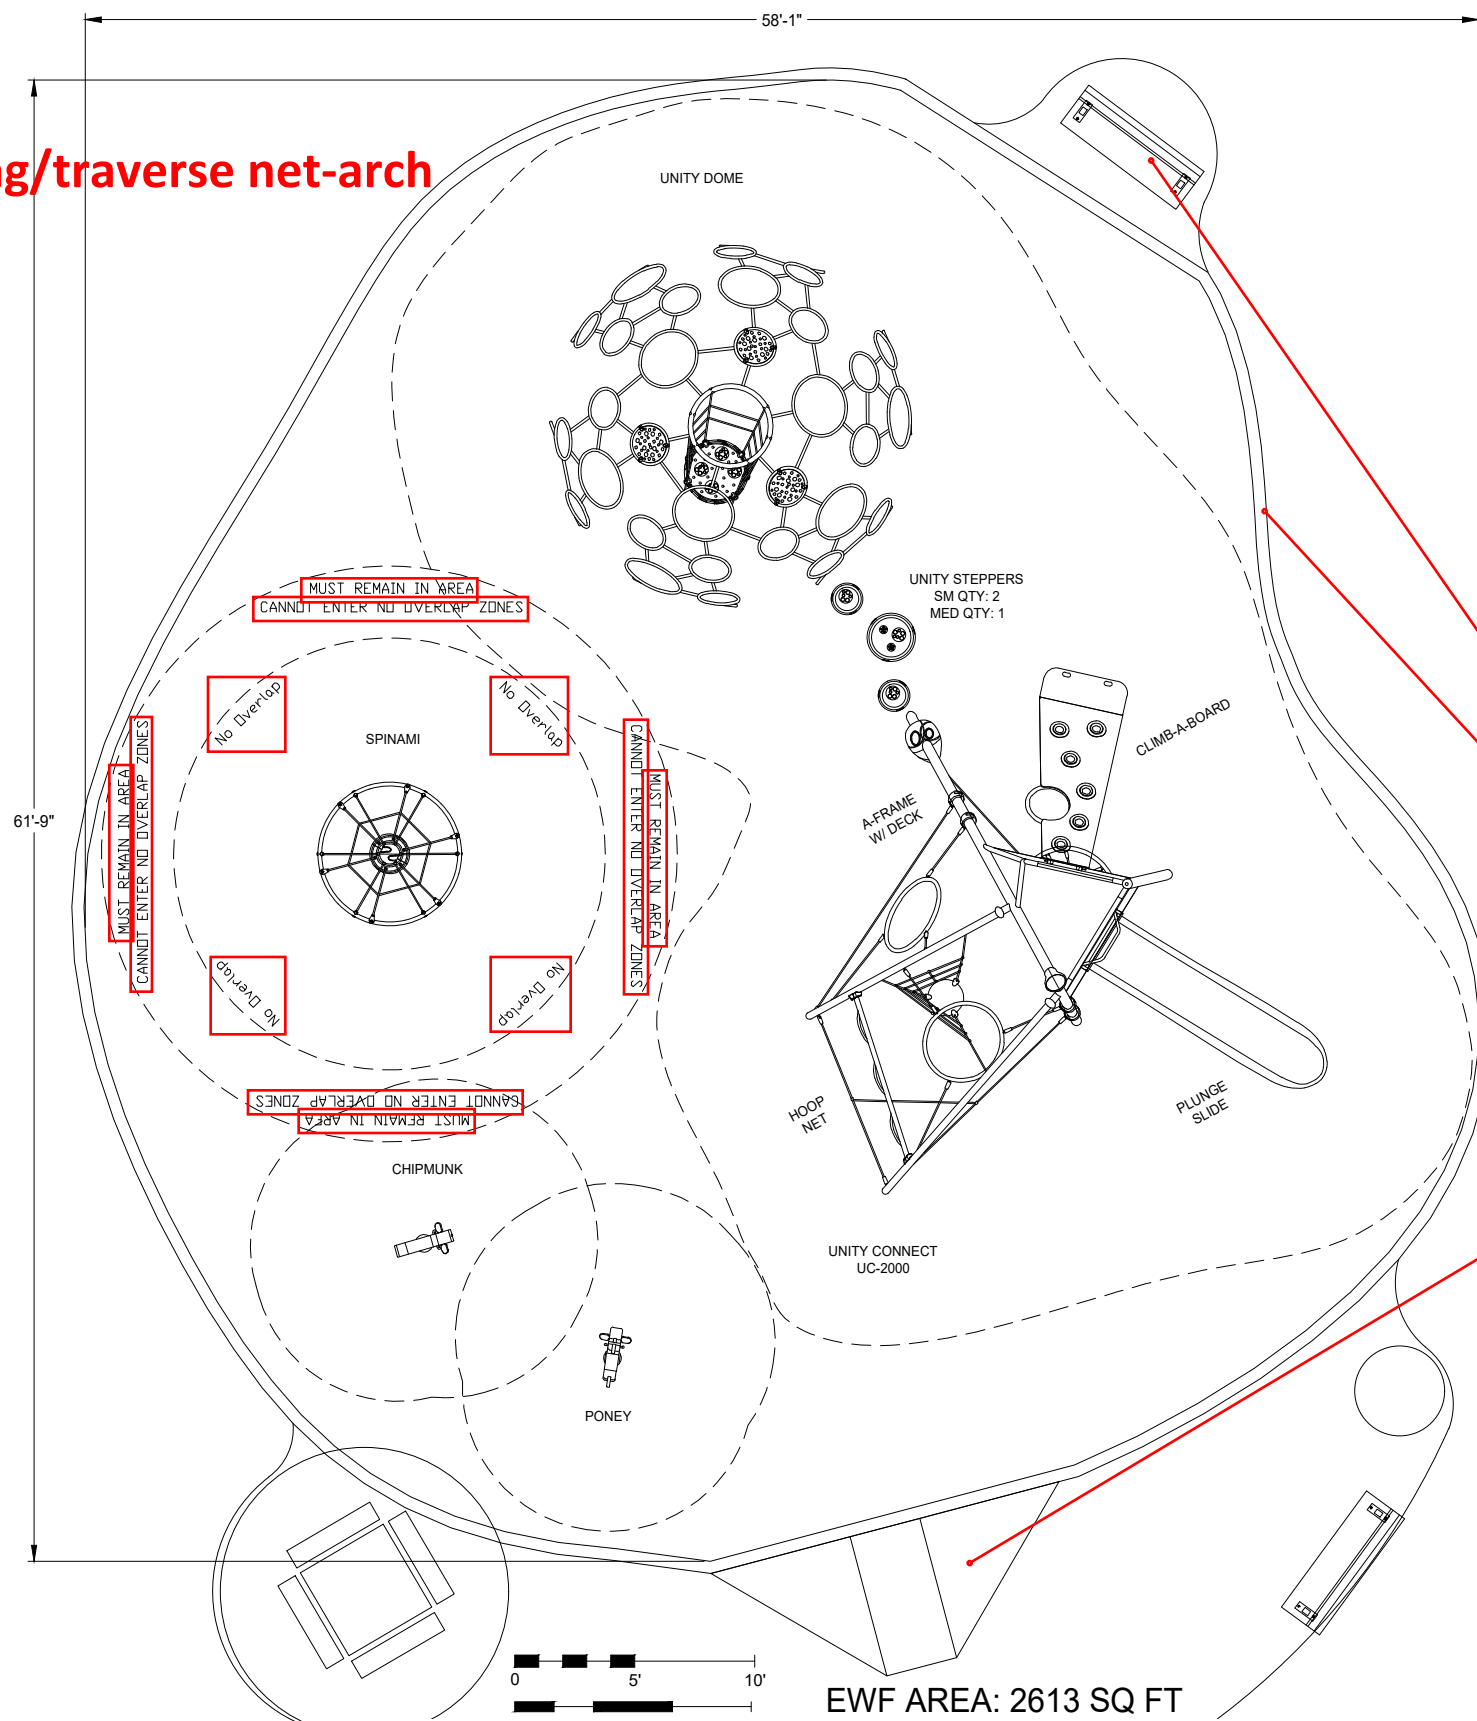 58'-1"
g/traverse net-arch
UNITY DOME
UNITY STEPPERS
SM QTY: 2
MED QTY: 1
MUST REMAIN IN AREA
CANNOT ENTER NO OVERLAP ZONES
No Overlap
No Overlap
SPINAMI
CLIMB-A-BOARD
MUST REMAIN IN AREA
CANNOT ENTER NO OVERLAP ZONES
CANNOT ENTER NO OVERLAP ZONES
MUST REMAIN IN AREA
A-FRAME
W/ DECK
61'-9"
No Overlap
No Overlap
HOOP
NET
PLUNGE
SLIDE
CANNOT ENTER NO OVERLAP ZONES
MUST REMAIN IN AREA
CHIPMUNK
UNITY CONNECT
UC-2000
PONEY
0 5' 10'
EWF AREA: 2613 SQ FT